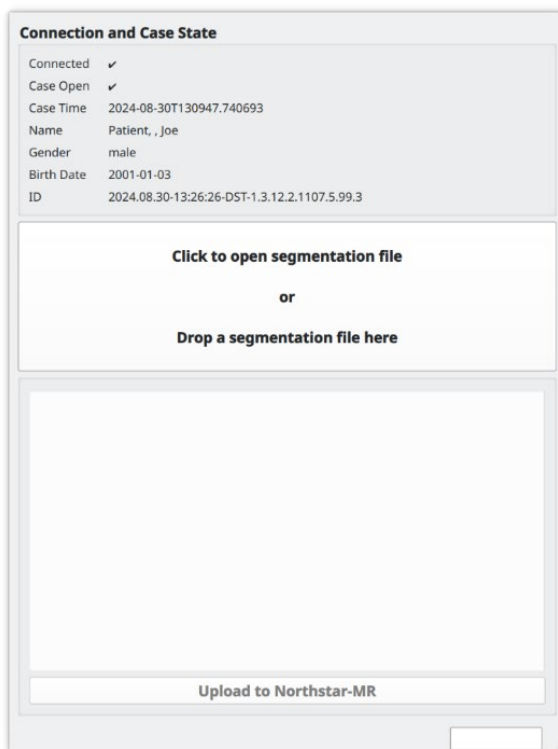 Connection and Case State
Connected ✔
Case Open ✔
Case Time 2024-08-30T130947.740693
Name Patient, , Joe
Gender male
Birth Date 2001-01-03
ID 2024.08.30-13:26:26-DST-1.3.12.2.1107.5.99.3
Click to open segmentation file
or
Drop a segmentation file here
Upload to Northstar-MR